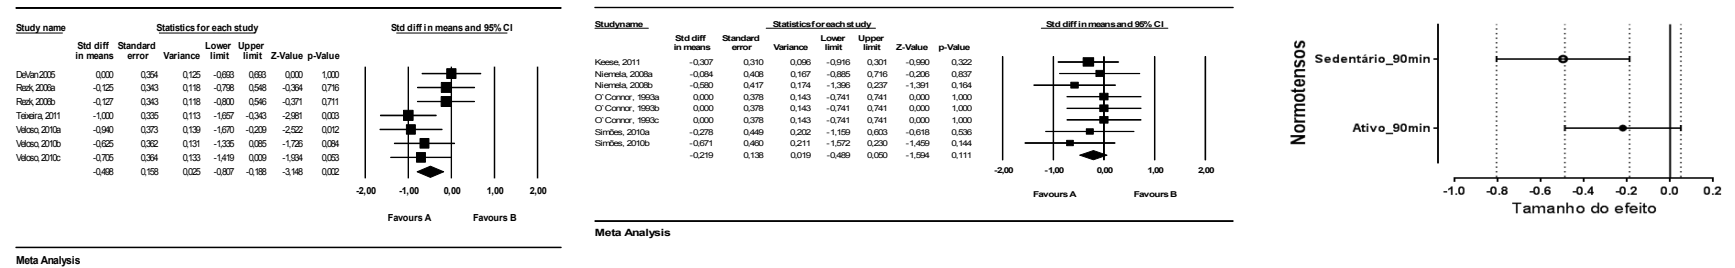 Study name Statistics for each study Std diff in means and 95% CI
Std diff in means Standard error Variance Lower limit Upper limit Z-Value p-Value
DeVan 2005 0,000 0,354 0,125 -0,693 0,693 0,000 1,000
Rezk, 2006a -0,125 0,343 0,118 -0,798 0,548 -0,364 0,716
Rezk, 2006b -0,127 0,343 0,118 -0,800 0,546 -0,371 0,711
Teixeira, 2011 -1,000 0,335 0,113 -1,657 -0,343 -2,981 0,003
Veloso, 2010a -0,940 0,373 0,139 -1,670 -0,209 -2,522 0,012
Veloso, 2010b -0,625 0,362 0,131 -1,335 0,085 -1,726 0,084
Veloso, 2010c -0,705 0,364 0,133 -1,419 0,009 -1,934 0,053
-0,498 0,158 0,025 -0,807 -0,188 -3,148 0,002
-2,00 -1,00 0,00 1,00 2,00
Favours A Favours B
Meta Analysis
Studyname Statistics for each study Std diff in means and 95% CI
Std diff in means Standard error Variance Lower limit Upper limit Z-Value p-Value
Keese, 2011 -0,307 0,310 0,096 -0,916 0,301 -0,990 0,322
Niemela, 2008a -0,084 0,408 0,167 -0,885 0,716 -0,206 0,837
Niemela, 2008b -0,580 0,417 0,174 -1,396 0,237 -1,391 0,164
O' Connor, 1993a 0,000 0,378 0,143 -0,741 0,741 0,000 1,000
O' Connor, 1993b 0,000 0,378 0,143 -0,741 0,741 0,000 1,000
O' Connor, 1993c 0,000 0,378 0,143 -0,741 0,741 0,000 1,000
Simões, 2010a -0,278 0,449 0,202 -1,159 0,603 -0,618 0,536
Simões, 2010b -0,671 0,460 0,211 -1,572 0,230 -1,459 0,144
-0,219 0,138 0,019 -0,489 0,050 -1,594 0,111
-2,00 -1,00 0,00 1,00 2,00
Favours A Favours B
Meta Analysis
Normotensos
Sedentário_90min
Ativo_90min
-1.0 -0.8 -0.6 -0.4 -0.2 0.0 0.2
Tamanho do efeito